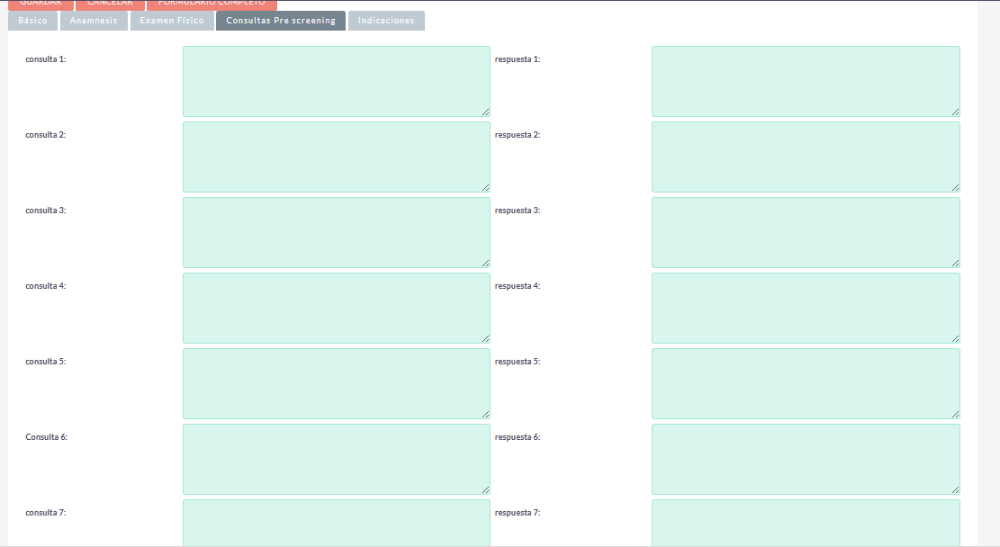 GUARDAR CANCELAR FORMULARIO COMPLETO
Básico Anamnesis Examen Físico Consultas Pre screening Indicaciones
consulta 1: respuesta 1:
consulta 2: respuesta 2:
consulta 3: respuesta 3:
consulta 4: respuesta 4:
consulta 5: respuesta 5:
Consulta 6: respuesta 6:
consulta 7: respuesta 7: